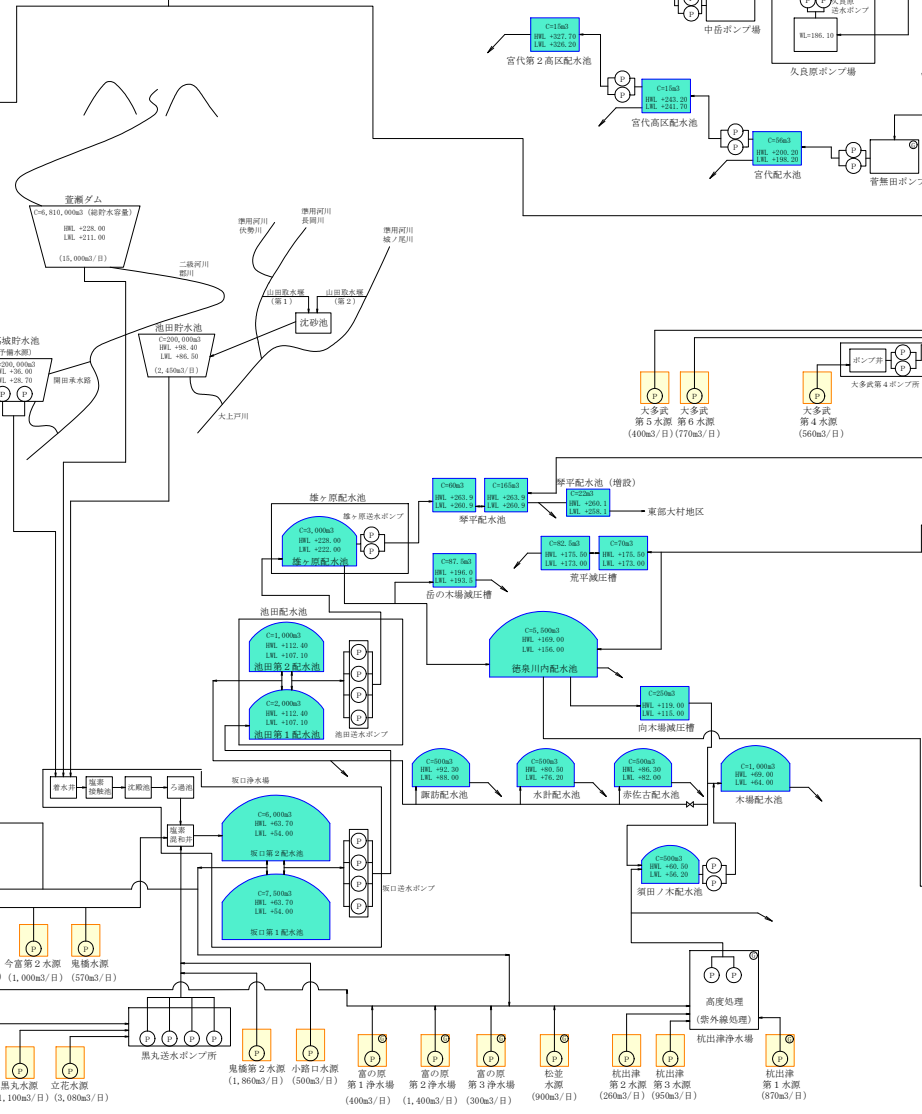 中岳ポンプ場
送水ポンプ
WL=186.10
久良原ポンプ場
C=15m3
HWL +327.70
LWL +326.20
宮代第２高区配水池
C=15m3
HWL +243.20
LWL +241.70
宮代高区配水池
C=56m3
HWL +200.20
LWL +198.20
宮代配水池
菅無田ポンプ
萱瀬ダム
C=6,810,000m3 (総貯水容量)
HWL +228.00
LWL +211.00
(15,000m3/日)
二級河川
郡川
準用河川
伏勢川
準用河川
長岡川
準用河川
城ノ尾川
山田取水堰
(第１)
山田取水堰
(第２)
沈砂池
池田貯水池
C=200,000m3
HWL +98.40
LWL +86.50
(2,450m3/日)
城貯水池
予備水源)
200,000m3
WL +36.00
WL +28.70
開田承水路
大上戸川
大多武
第５水源
(400m3/日)
大多武
第６水源
(770m3/日)
大多武
第４水源
(560m3/日)
ポンプ井
大多武第４ポンプ所
雄ヶ原配水池
雄ヶ原送水ポンプ
C=3,000m3
HWL +228.00
LWL +222.00
雄ヶ原配水池
C=60m3
HWL +263.9
LWL +260.9
C=165m3
HWL +263.9
LWL +260.9
琴平配水池
琴平配水池（増設）
C=22m3
HWL +260.1
LWL +258.1
東部大村地区
C=87.5m3
HWL +196.0
LWL +193.5
岳の木場減圧槽
C=82.5m3
HWL +175.50
LWL +173.00
C=70m3
HWL +175.50
LWL +173.00
荒平減圧槽
池田配水池
C=1,000m3
HWL +112.40
LWL +107.10
池田第２配水池
C=2,000m3
HWL +112.40
LWL +107.10
池田第１配水池
池田送水ポンプ
C=5,500m3
HWL +169.00
LWL +156.00
徳泉川内配水池
C=250m3
HWL +119.00
LWL +115.00
向木場減圧槽
C=500m3
HWL +92.30
LWL +88.00
諏訪配水池
C=500m3
HWL +80.50
LWL +76.20
水計配水池
C=500m3
HWL +86.30
LWL +82.00
赤佐古配水池
C=1,000m3
HWL +69.00
LWL +64.00
木場配水池
坂口浄水場
着水井
塩素
接触池
沈殿池
ろ過池
塩素
混和井
C=6,000m3
HWL +63.70
LWL +54.00
坂口第２配水池
C=7,500m3
HWL +63.70
LWL +54.00
坂口第１配水池
坂口送水ポンプ
C=500m3
HWL +60.50
LWL +56.20
須田ノ木配水池
今富第２水源
(1,000m3/日)
鬼橋水源
(570m3/日)
高度処理
(紫外線処理)
杭出津浄水場
黒丸送水ポンプ所
黒丸水源
1,100m3/日)
立花水源
(3,080m3/日)
鬼橋第２水源
(1,860m3/日)
小路口水源
(500m3/日)
富の原
第１浄水場
(400m3/日)
富の原
第２浄水場
(1,400m3/日)
富の原
第３浄水場
(300m3/日)
松並
水源
(900m3/日)
杭出津
第２水源
(260m3/日)
杭出津
第３水源
(950m3/日)
杭出津
第１水源
(870m3/日)